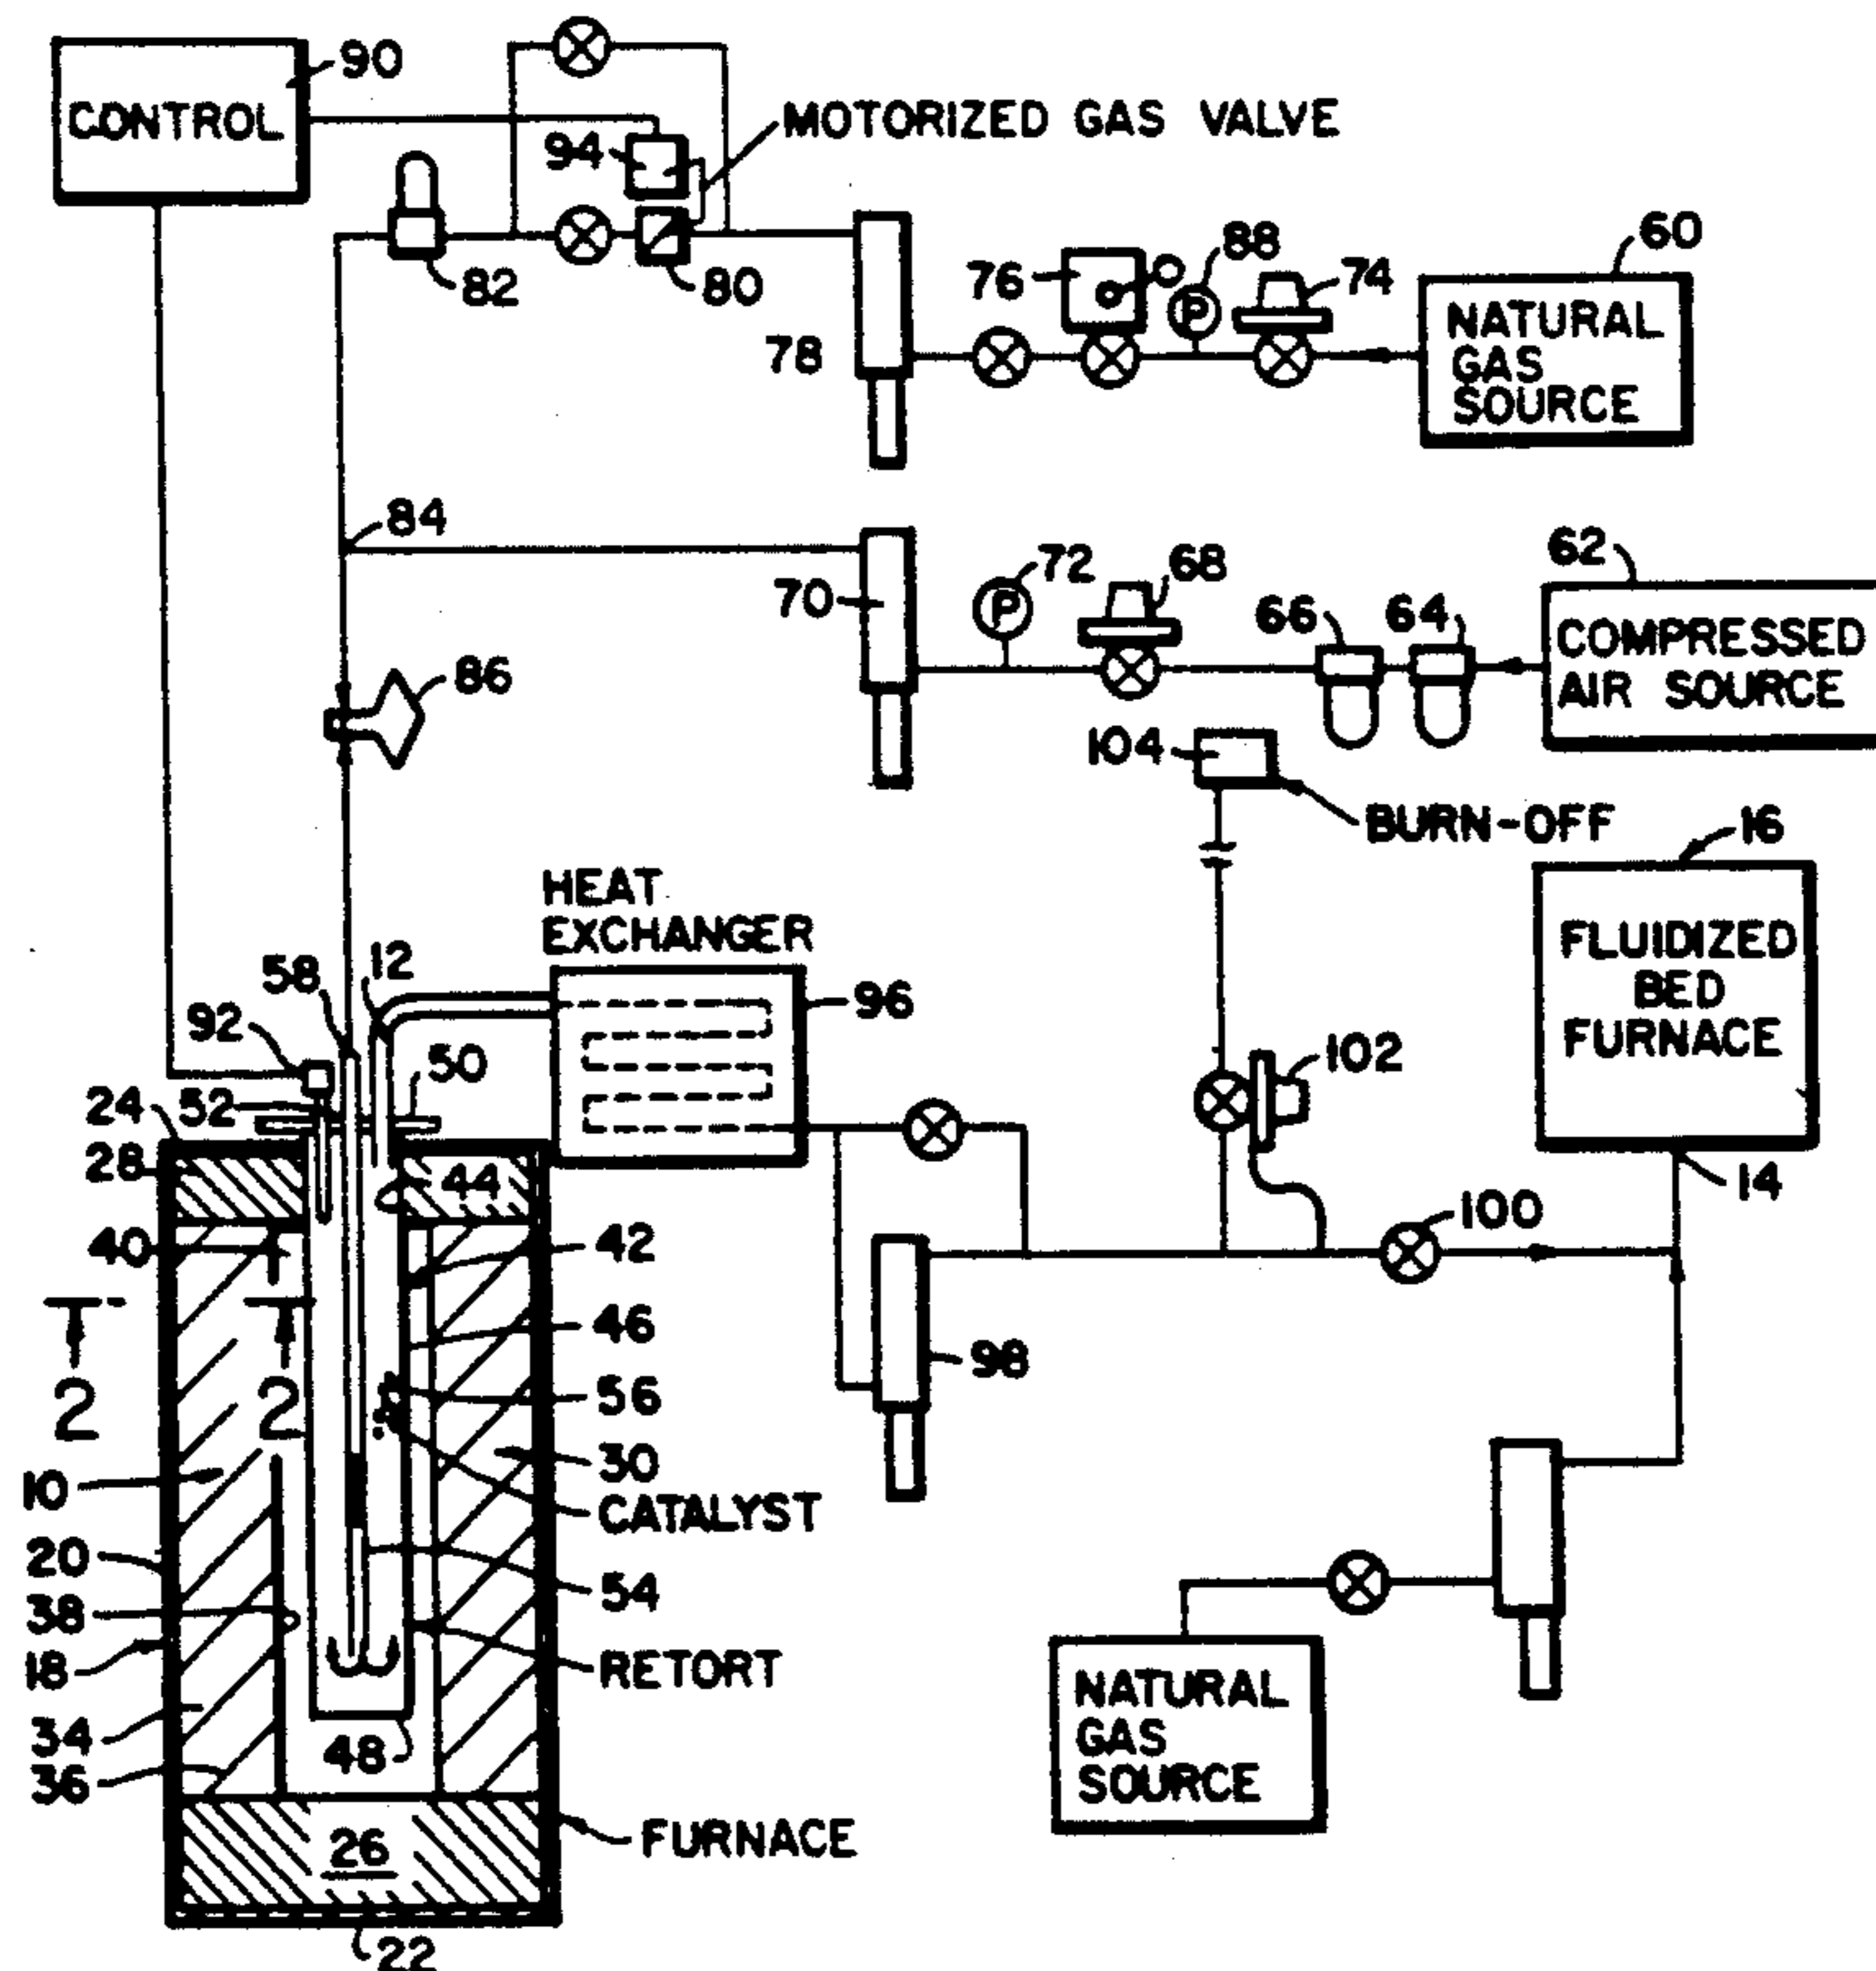 90
CONTROL
MOTORIZED GAS VALVE
94
82
80
76
88
74
60
NATURAL
GAS
SOURCE
78
84
70
72
68
66
64
62
COMPRESSED
AIR SOURCE
86
104
BURN-OFF
16
FLUIDIZED
BED
FURNACE
14
HEAT
EXCHANGER
58
12
96
92
50
24
52
28
44
102
100
40
42
46
2
2
56
98
10
30
CATALYST
20
54
38
18
RETORT
34
48
36
NATURAL
GAS
SOURCE
FURNACE
26
22
P
P